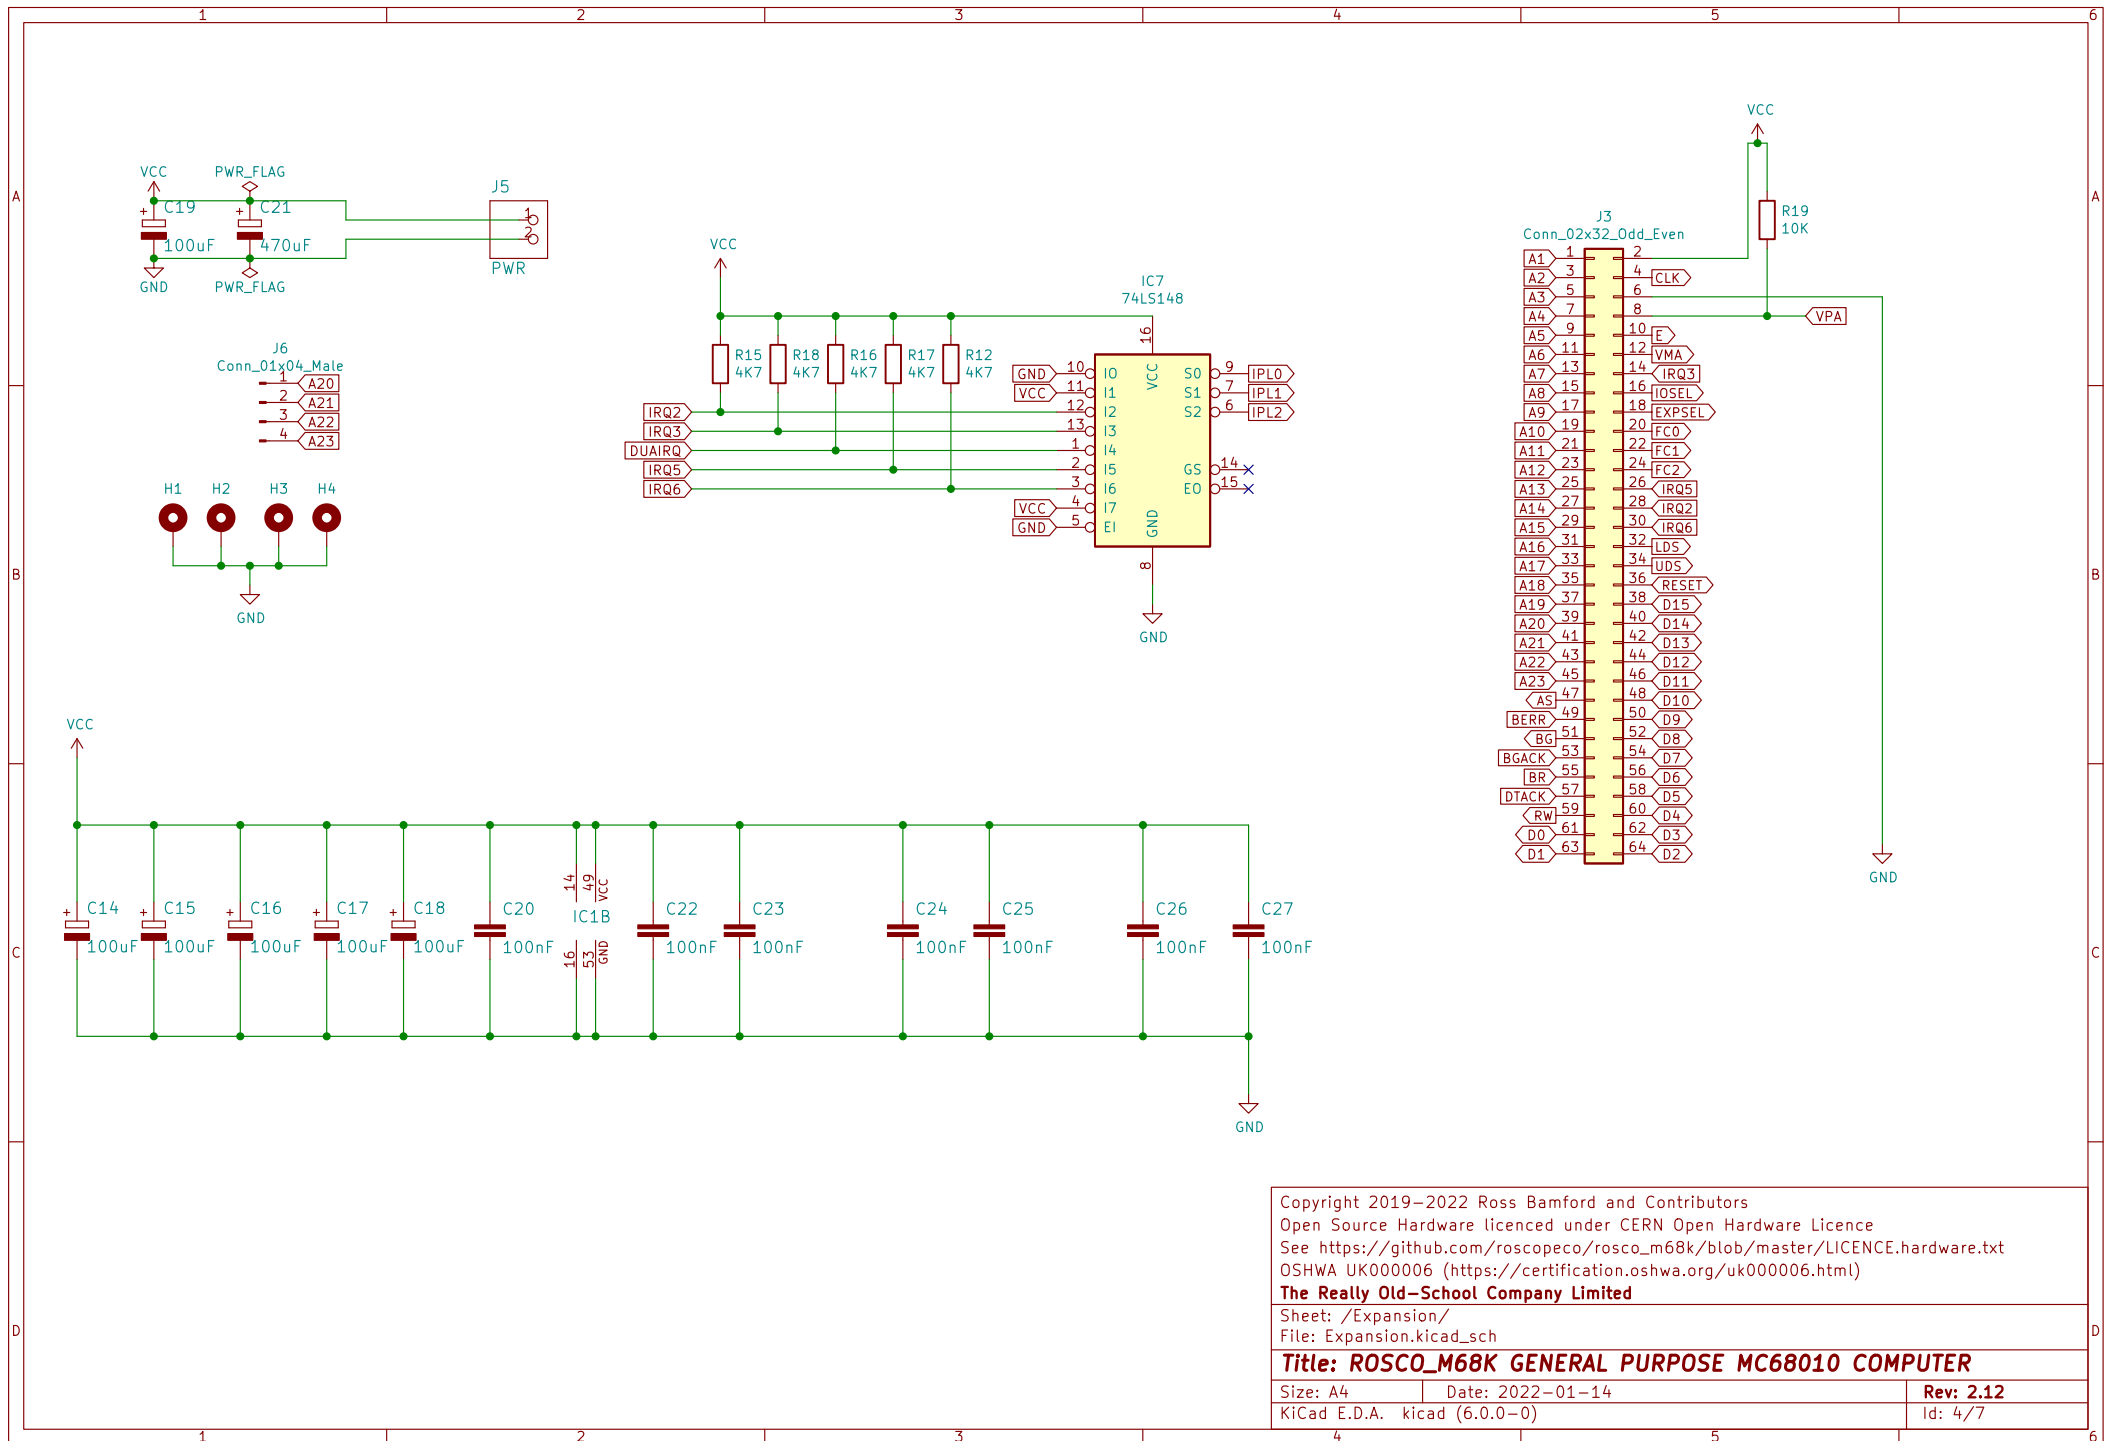 1 2 3 4 5 6
A A
B B
C C
D D
1 2 3 4 5 6
VCC
PWR_FLAG
+ C19
100uF
+ C21
470uF
GND
PWR_FLAG
J5
1
2
PWR
J6
Conn_01x04_Male
1 A20
2 A21
3 A22
4 A23
H1 H2 H3 H4
GND
VCC
R15
4K7
R18
4K7
R16
4K7
R17
4K7
R12
4K7
IRQ2
IRQ3
DUAIRQ
IRQ5
IRQ6
IC7
74LS148
16
VCC
GND 10 I0
VCC 11 I1
12 I2
13 I3
1 I4
2 I5
3 I6
VCC 4 I7
GND 5 EI
S0 9 IPL0
S1 7 IPL1
S2 6 IPL2
GS 14
EO 15
GND
8
GND
VCC
R19
10K
VPA
J3
Conn_02x32_Odd_Even
A1 1 2
A2 3 4 CLK
A3 5 6
A4 7 8
A5 9 10 E
A6 11 12 VMA
A7 13 14 IRQ3
A8 15 16 IOSEL
A9 17 18 EXPSEL
A10 19 20 FC0
A11 21 22 FC1
A12 23 24 FC2
A13 25 26 IRQ5
A14 27 28 IRQ2
A15 29 30 IRQ6
A16 31 32 LDS
A17 33 34 UDS
A18 35 36 RESET
A19 37 38 D15
A20 39 40 D14
A21 41 42 D13
A22 43 44 D12
A23 45 46 D11
AS 47 48 D10
BERR 49 50 D9
BG 51 52 D8
BGACK 53 54 D7
BR 55 56 D6
DTACK 57 58 D5
RW 59 60 D4
D0 61 62 D3
D1 63 64 D2
GND
VCC
+ C14
100uF
+ C15
100uF
+ C16
100uF
+ C17
100uF
+ C18
100uF
C20
100nF
14 49 VCC
IC1B
16 53 GND
C22
100nF
C23
100nF
C24
100nF
C25
100nF
C26
100nF
C27
100nF
GND
Copyright 2019-2022 Ross Bamford and Contributors
Open Source Hardware licenced under CERN Open Hardware Licence
See https://github.com/roscopeco/rosco_m68k/blob/master/LICENCE.hardware.txt
OSHWA UK000006 (https://certification.oshwa.org/uk000006.html)
The Really Old-School Company Limited
Sheet: /Expansion/
File: Expansion.kicad_sch
Title: ROSCO_M68K GENERAL PURPOSE MC68010 COMPUTER
Size: A4 Date: 2022-01-14 Rev: 2.12
KiCad E.D.A. kicad (6.0.0-0) Id: 4/7